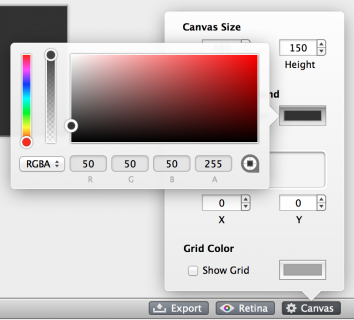 Canvas Size
150
Height
nd
RGBA 50 50 50 255
R G B A
0 0
X Y
Grid Color
Show Grid
Export Retina Canvas